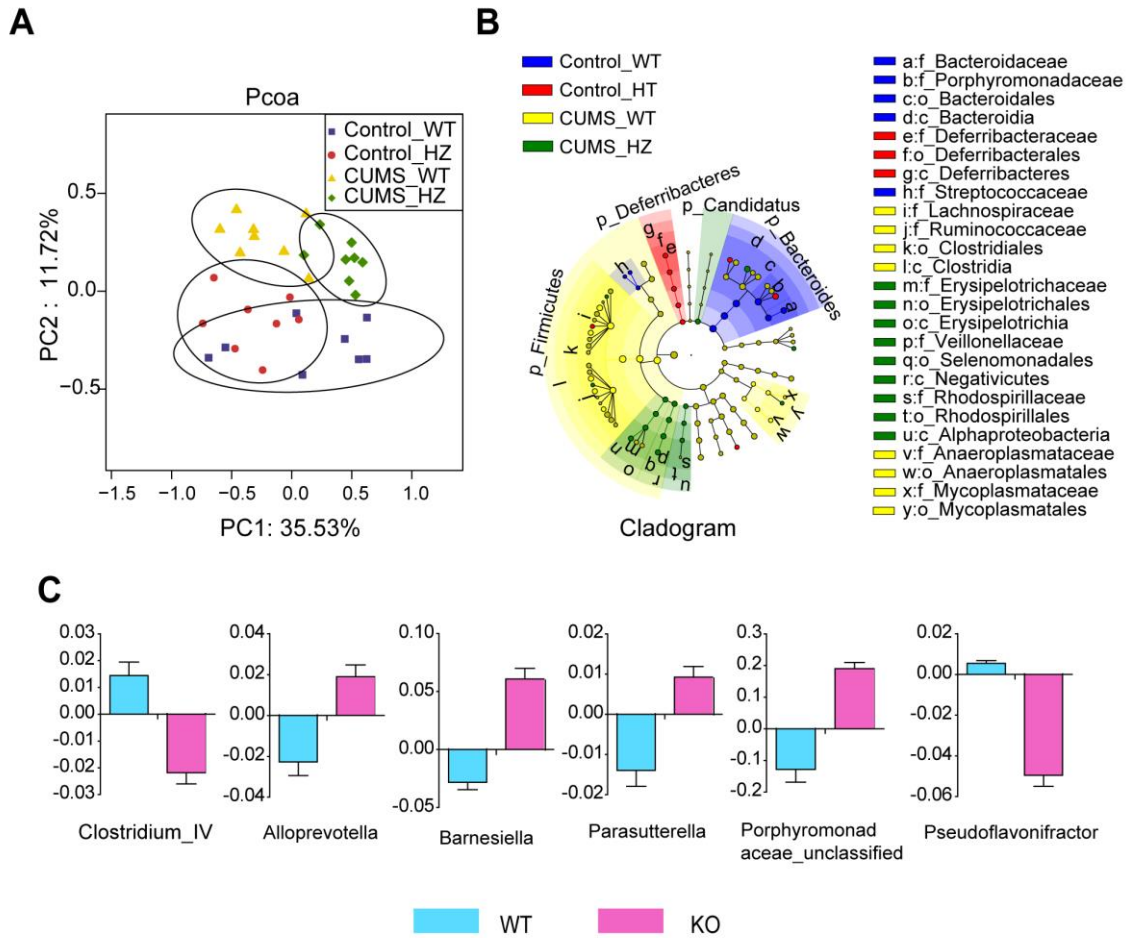 A
Pcoa
Control_WT
Control_HZ
CUMS_WT
CUMS_HZ
PC2 : 11.72%
0.5
0.0
−0.5
−1.5 −1.0 −0.5 0.0 0.5 1.0
PC1: 35.53%
B
Control_WT
Control_HT
CUMS_WT
CUMS_HZ
p_Firmicutes
p_Deferribacteres
p_Candidatus
p_Bacteroides
g
f
e
d
c
b
a
h
i
k
l
j
n
m
o
p
q
r
s
t
u
x
y
v
w
Cladogram
a:f_Bacteroidaceae
b:f_Porphyromonadaceae
c:o_Bacteroidales
d:c_Bacteroidia
e:f_Deferribacteraceae
f:o_Deferribacterales
g:c_Deferribacteres
h:f_Streptococcaceae
i:f_Lachnospiraceae
j:f_Ruminococcaceae
k:o_Clostridiales
l:c_Clostridia
m:f_Erysipelotrichaceae
n:o_Erysipelotrichales
o:c_Erysipelotrichia
p:f_Veillonellaceae
q:o_Selenomonadales
r:c_Negativicutes
s:f_Rhodospirillaceae
t:o_Rhodospirillales
u:c_Alphaproteobacteria
v:f_Anaeroplasmataceae
w:o_Anaeroplasmatales
x:f_Mycoplasmataceae
y:o_Mycoplasmatales
C
0.03
0.02
0.01
0.00
-0.01
-0.02
-0.03
Clostridium_IV
0.04
0.02
0.00
-0.02
-0.04
Alloprevotella
0.10
0.05
0.00
-0.05
Barnesiella
0.02
0.01
0.00
-0.01
-0.02
Parasutterella
0.3
0.2
0.1
0.0
-0.1
-0.2
Porphyromonad
aceae_unclassified
0.02
0.00
-0.02
-0.04
-0.06
Pseudoflavonifractor
WT KO